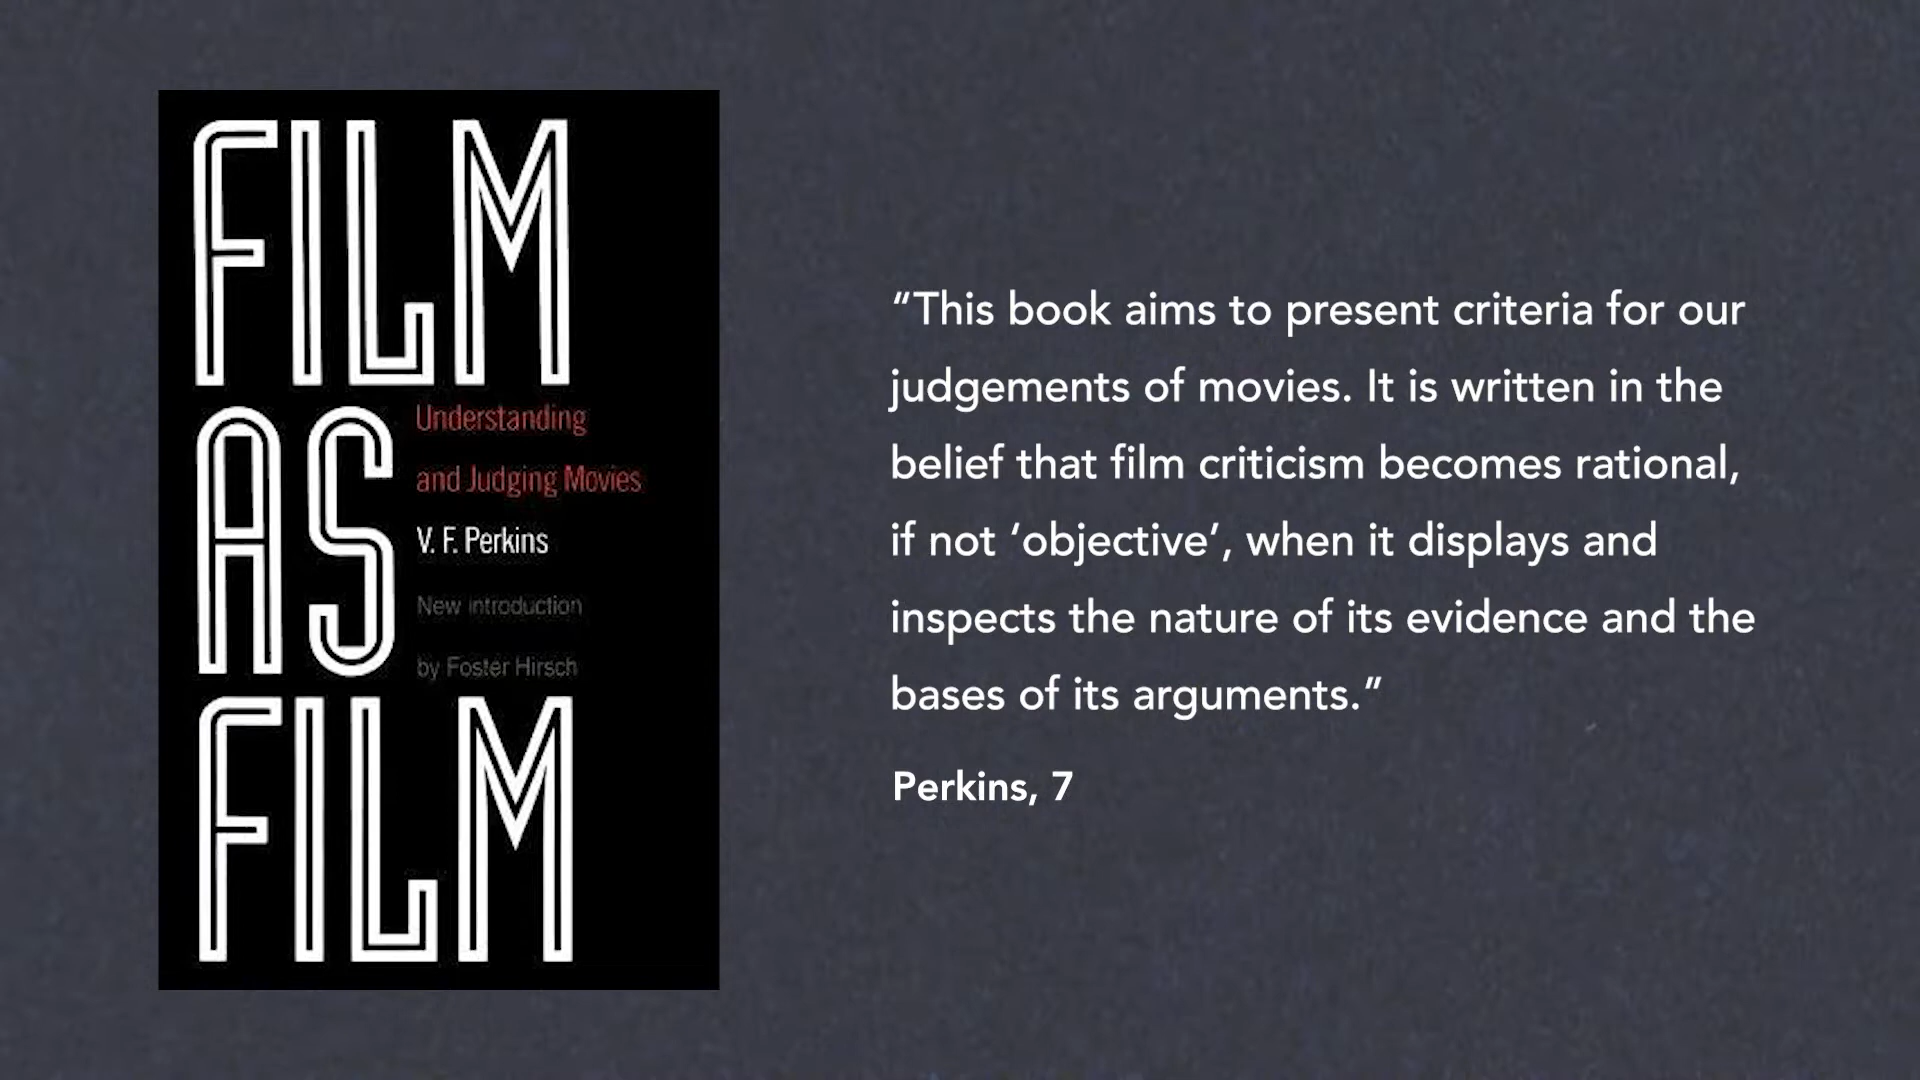 FILM
AS
Understanding
and Judging Movies
V. F. Perkins
New introduction
by Foster Hirsch
FILM
“This book aims to present criteria for our
judgements of movies. It is written in the
belief that film criticism becomes rational,
if not ‘objective’, when it displays and
inspects the nature of its evidence and the
bases of its arguments.”
Perkins, 7